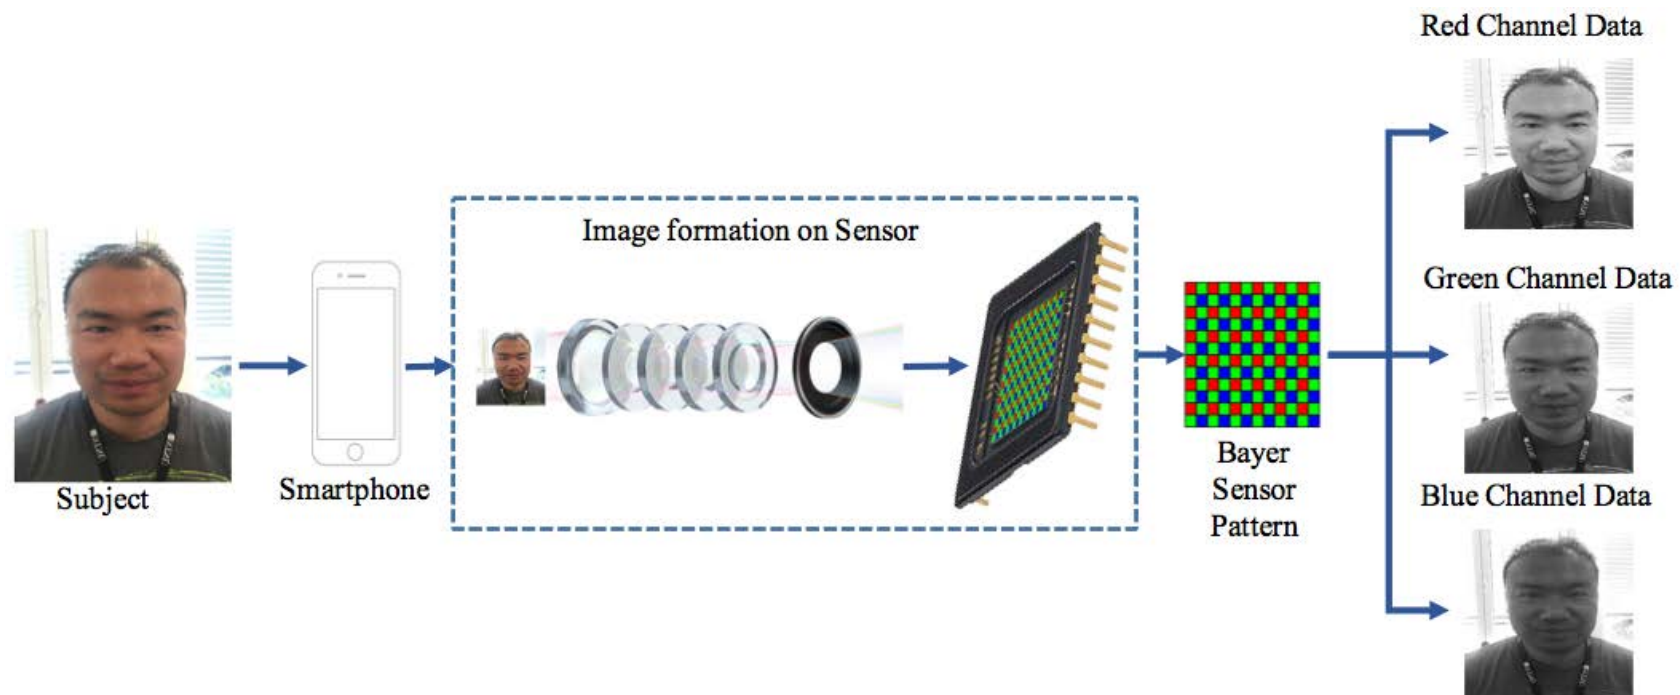 Subject
Smartphone
Image formation on Sensor
Bayer
Sensor
Pattern
Red Channel Data
Green Channel Data
Blue Channel Data